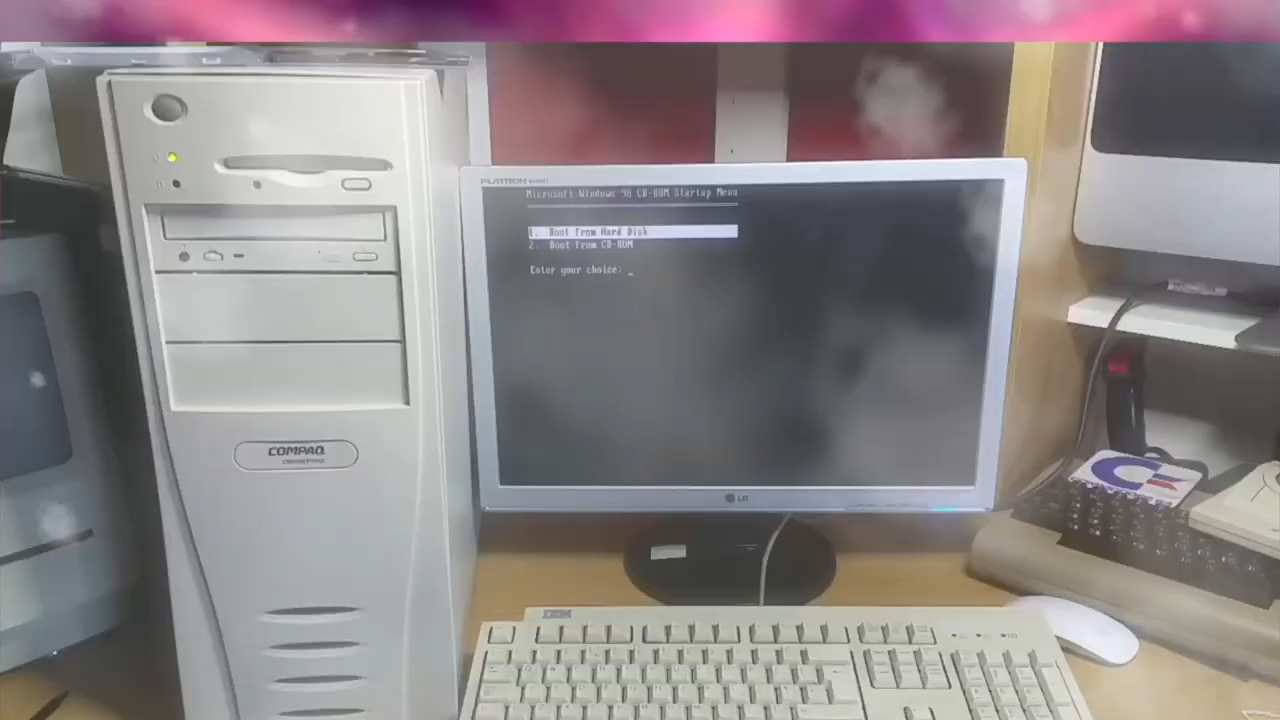 FLATRON
Microsoft Windows 98 CD-ROM Startup Menu
1. Boot from Hard Disk
2. Boot from CD-ROM
Enter your choice: _
COMPAQ
LG